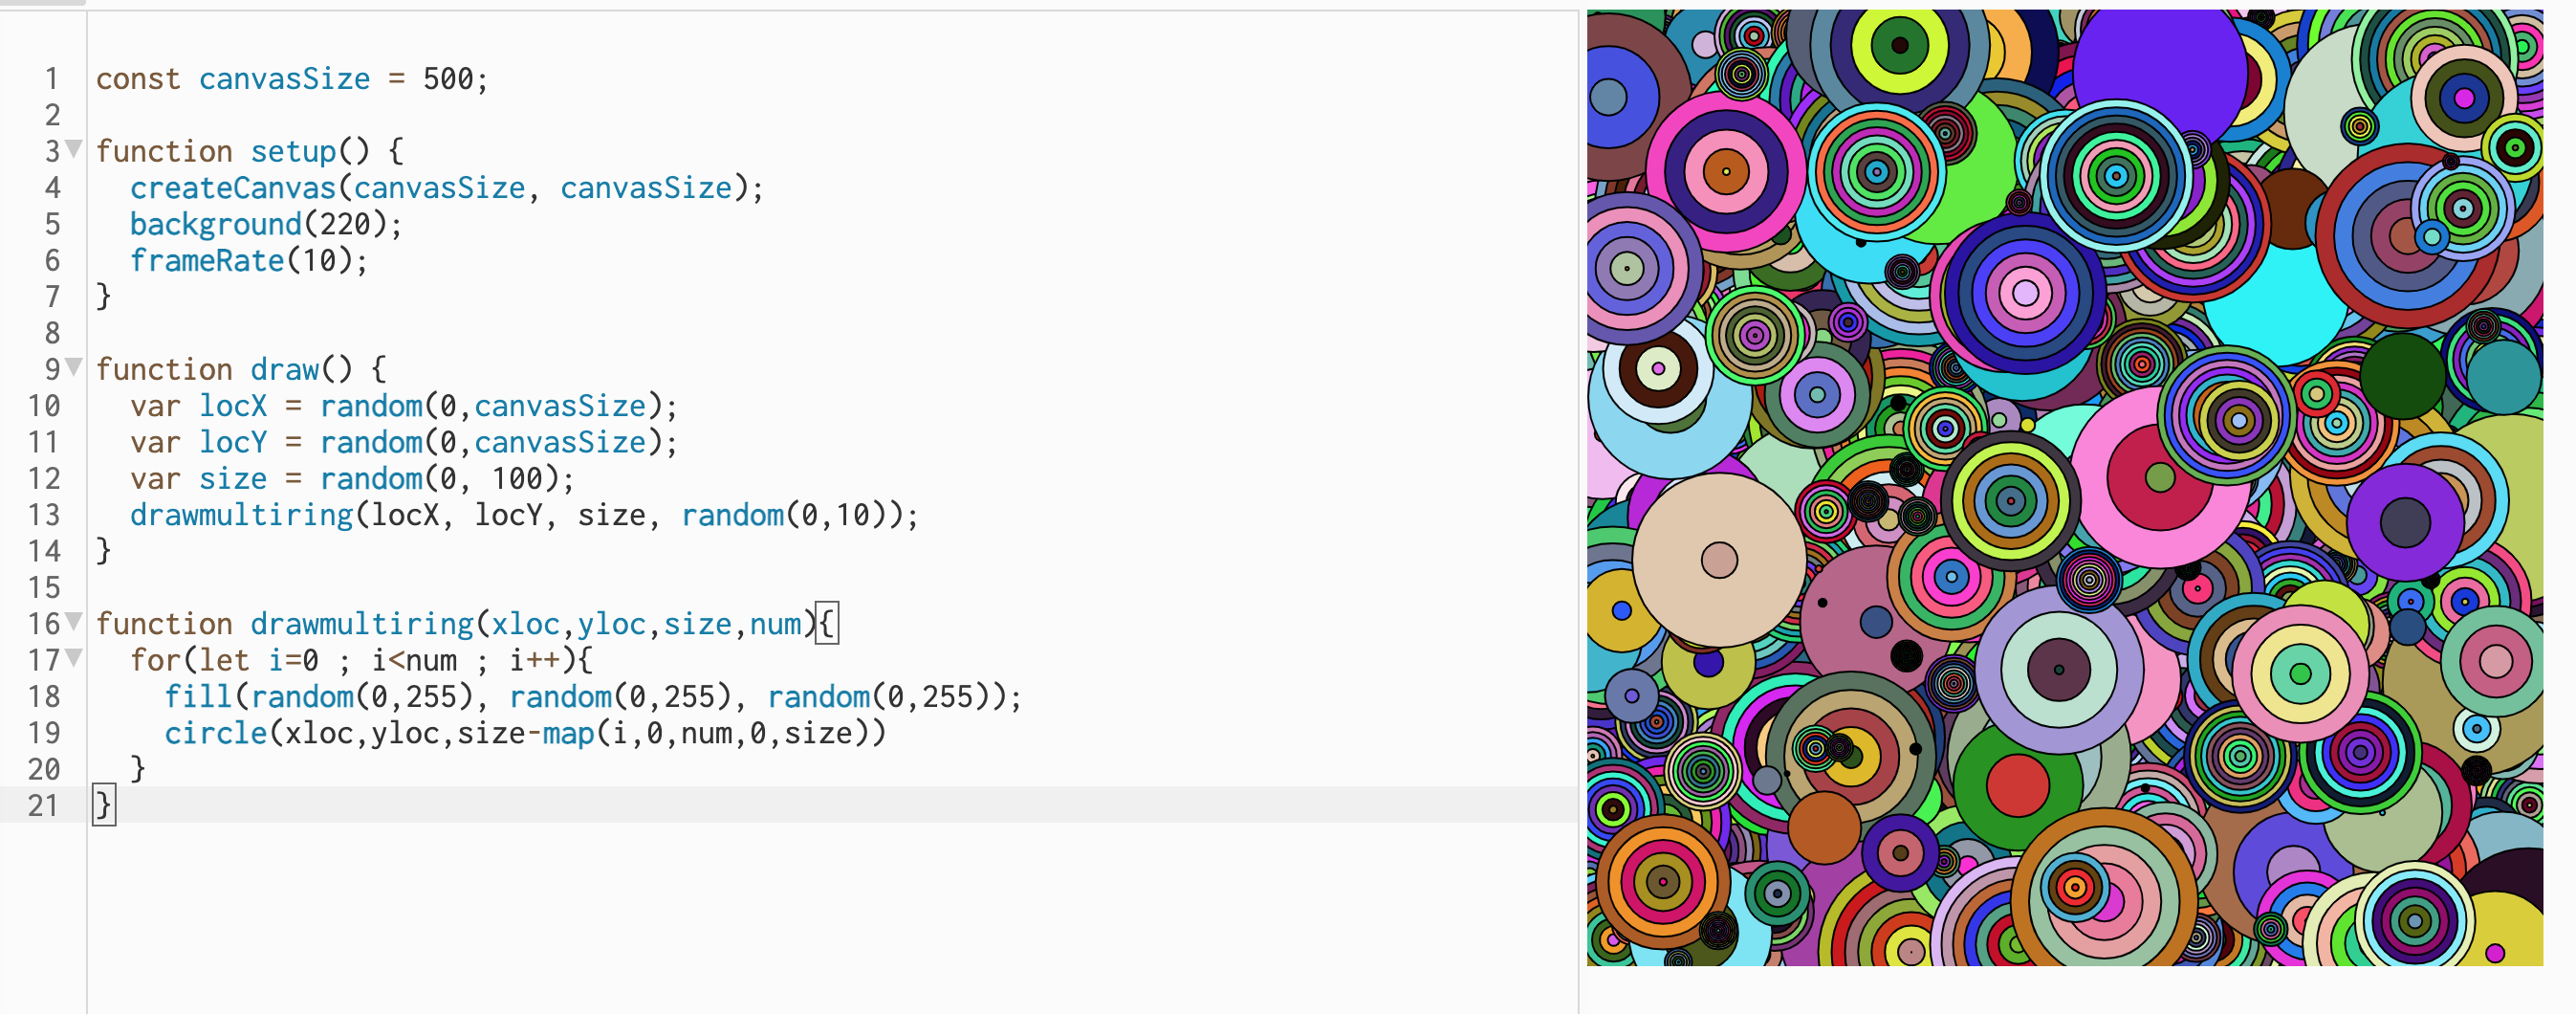 1 const canvasSize = 500;
2
3 function setup() {
4   createCanvas(canvasSize, canvasSize);
5   background(220);
6   frameRate(10);
7 }
8
9 function draw() {
10   var locX = random(0,canvasSize);
11   var locY = random(0,canvasSize);
12   var size = random(0, 100);
13   drawmultiring(locX, locY, size, random(0,10));
14 }
15
16 function drawmultiring(xloc,yloc,size,num){
17   for(let i=0 ; i<num ; i++){
18     fill(random(0,255), random(0,255), random(0,255));
19     circle(xloc,yloc,size-map(i,0,num,0,size))
20   }
21 }